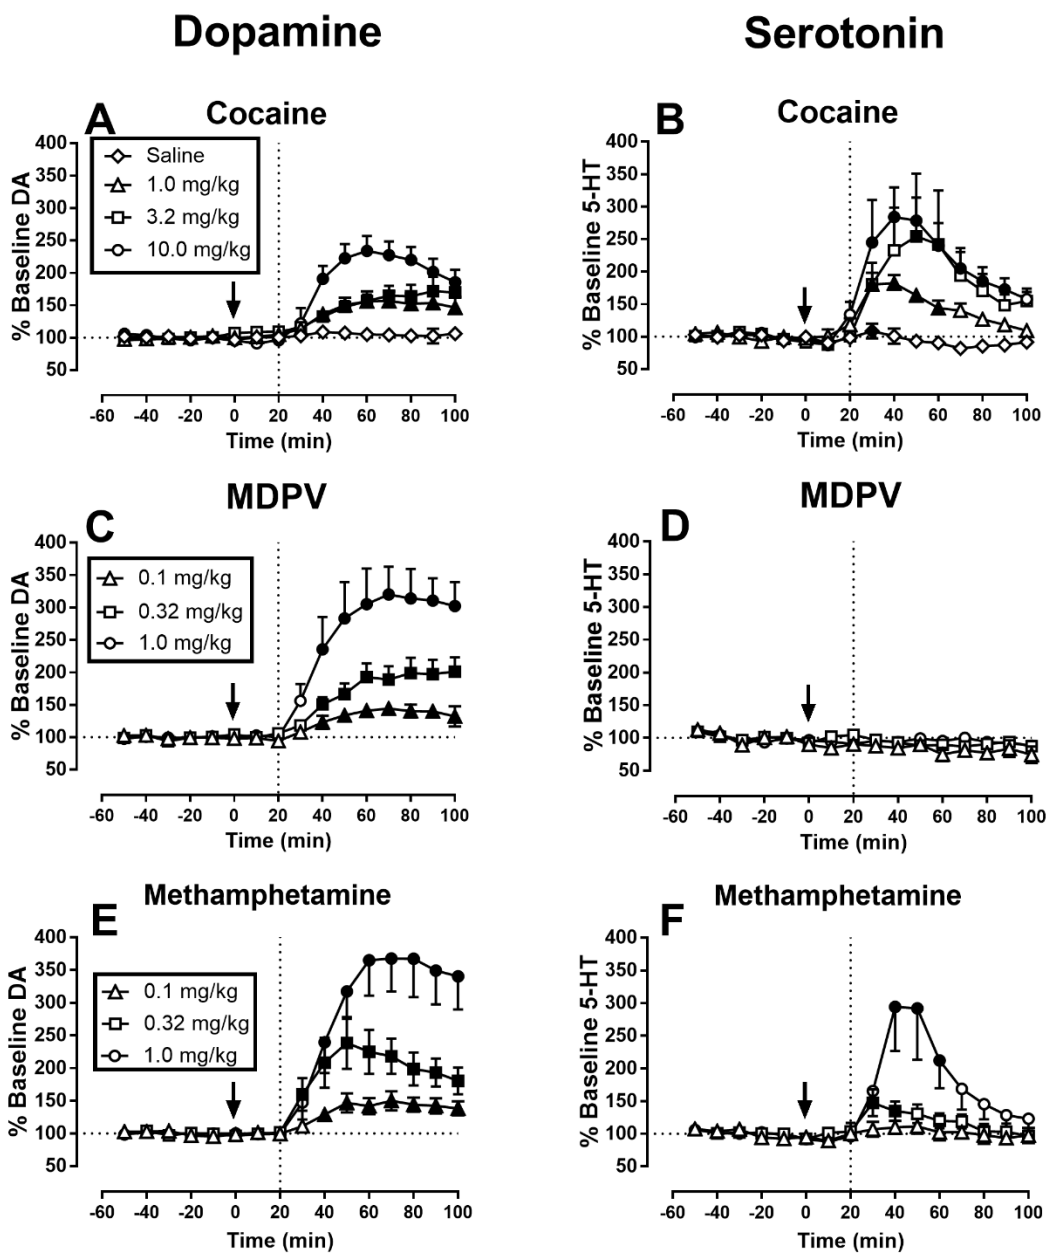 Dopamine
Serotonin
A
Cocaine
400
350
300
250
200
150
100
50
% Baseline DA
Saline
1.0 mg/kg
3.2 mg/kg
10.0 mg/kg
-60 -40 -20 0 20 40 60 80 100
Time (min)
B
Cocaine
400
350
300
250
200
150
100
50
% Baseline 5-HT
-60 -40 -20 0 20 40 60 80 100
Time (min)
C
MDPV
400
350
300
250
200
150
100
50
% Baseline DA
0.1 mg/kg
0.32 mg/kg
1.0 mg/kg
-60 -40 -20 0 20 40 60 80 100
Time (min)
D
MDPV
400
350
300
250
200
150
100
50
% Baseline 5-HT
-60 -40 -20 0 20 40 60 80 100
Time (min)
E
Methamphetamine
400
350
300
250
200
150
100
50
% Baseline DA
0.1 mg/kg
0.32 mg/kg
1.0 mg/kg
-60 -40 -20 0 20 40 60 80 100
Time (min)
F
Methamphetamine
400
350
300
250
200
150
100
50
% Baseline 5-HT
-60 -40 -20 0 20 40 60 80 100
Time (min)